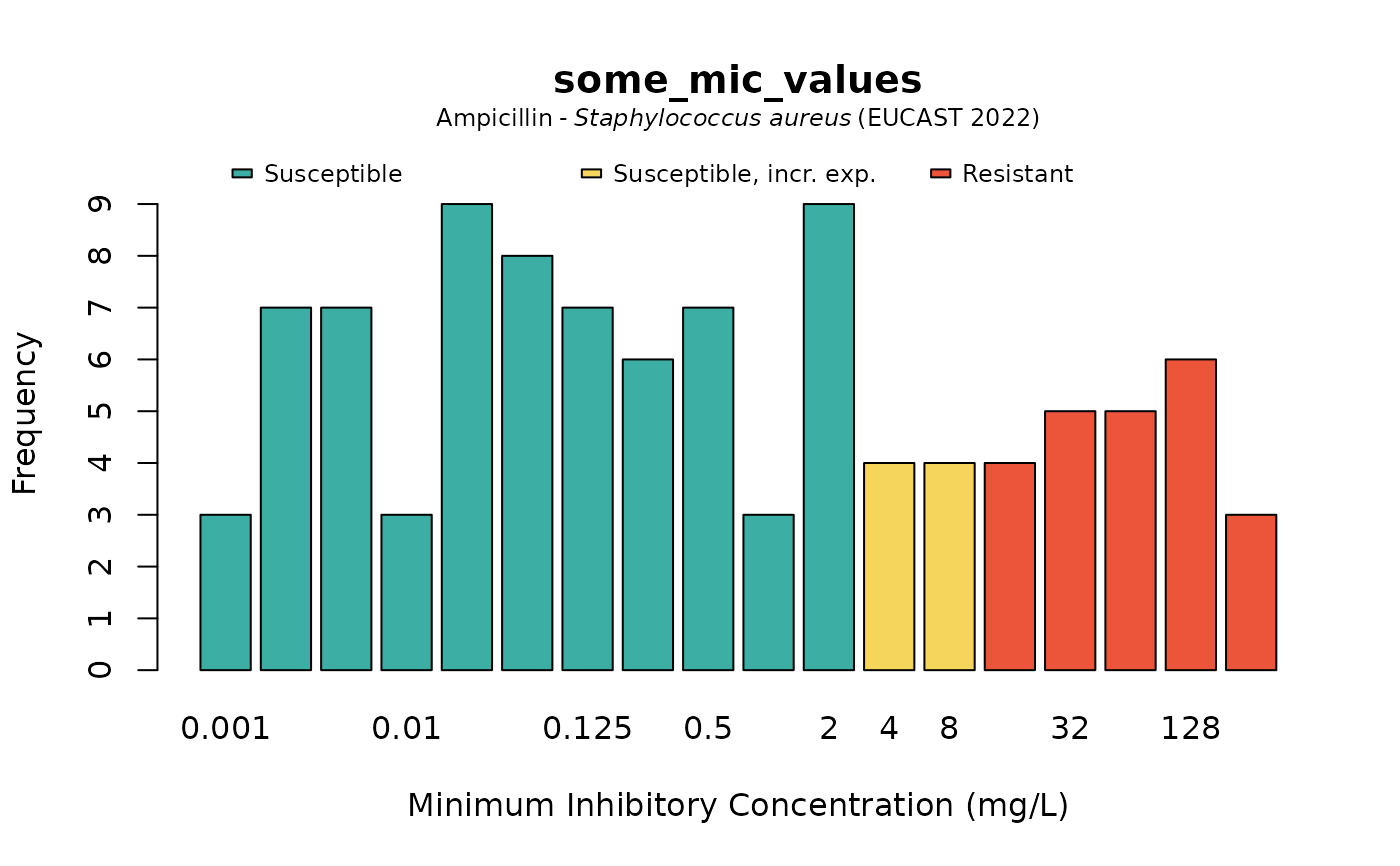 some_mic_values
Ampicillin - Staphylococcus aureus (EUCAST 2022)
Susceptible Susceptible, incr. exp. Resistant
9
8
7
6
5
4
3
2
1
0
Frequency
0.001 0.01 0.125 0.5 2 4 8 32 128
Minimum Inhibitory Concentration (mg/L)